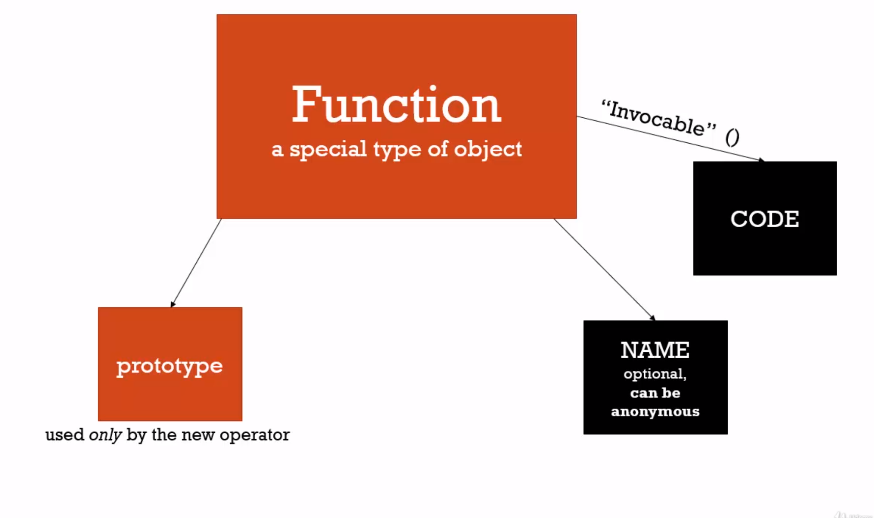 Function
a special type of object
“Invocable” ()
CODE
prototype
used only by the new operator
NAME
optional,
can be
anonymous